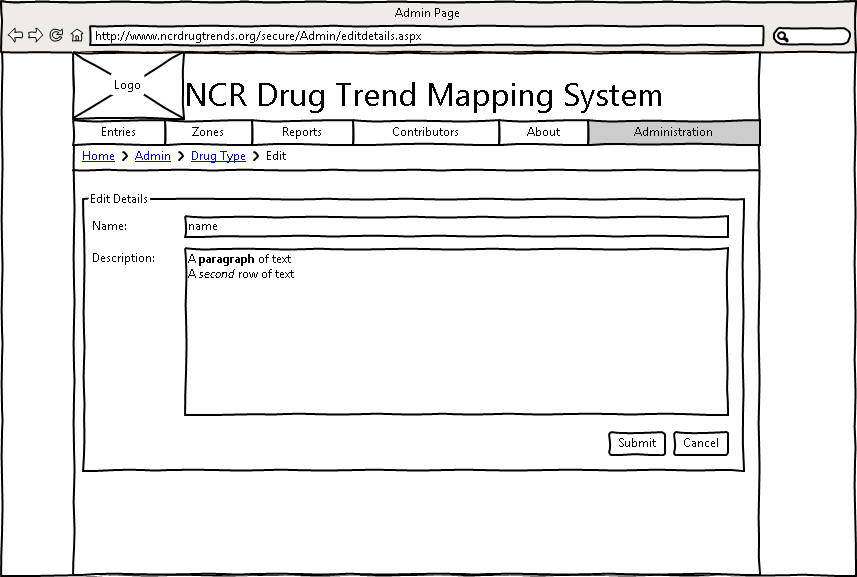 Admin Page
http://www.ncrdrugtrends.org/secure/Admin/editdetails.aspx
Logo
NCR Drug Trend Mapping System
Entries Zones Reports Contributors About Administration
Home > Admin > Drug Type > Edit
Edit Details
Name: name
Description: A paragraph of text
A second row of text
Submit Cancel